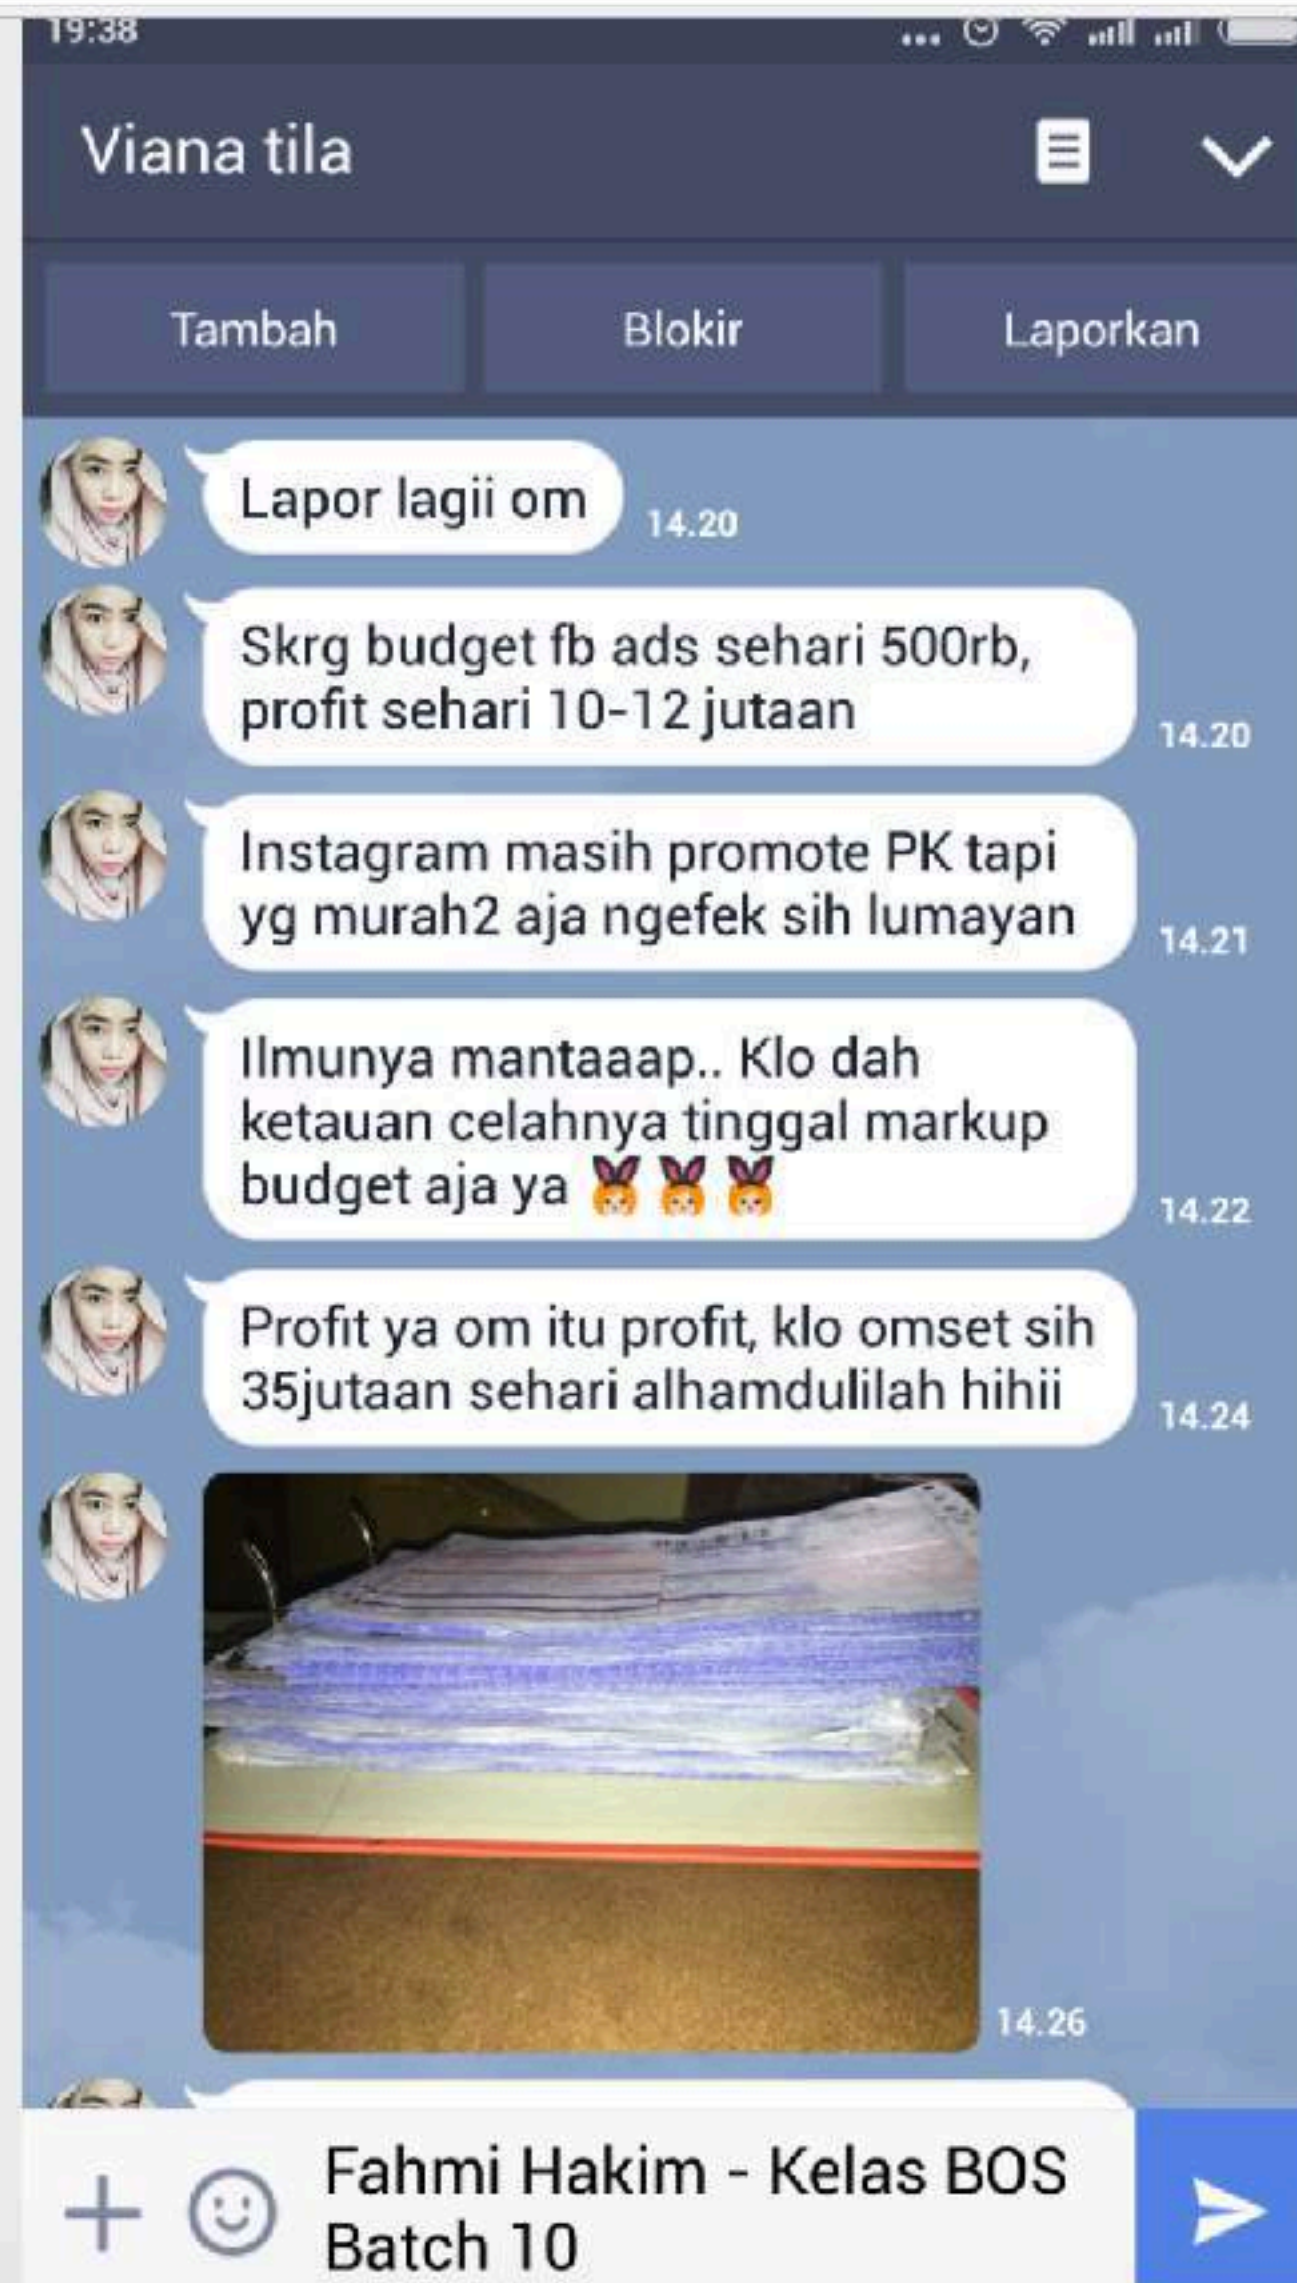 19:38
Viana tila
Tambah
Blokir
Laporkan
Lapor lagii om
14.20
Skrg budget fb ads sehari 500rb,
profit sehari 10-12 jutaan
14.20
Instagram masih promote PK tapi
yg murah2 aja ngefek sih lumayan
14.21
Ilmunya mantaaap.. Klo dah
ketauan celahnya tinggal markup
budget aja ya
14.22
Profit ya om itu profit, klo omset sih
35jutaan sehari alhamdulilah hihii
14.24
14.26
Fahmi Hakim - Kelas BOS
Batch 10